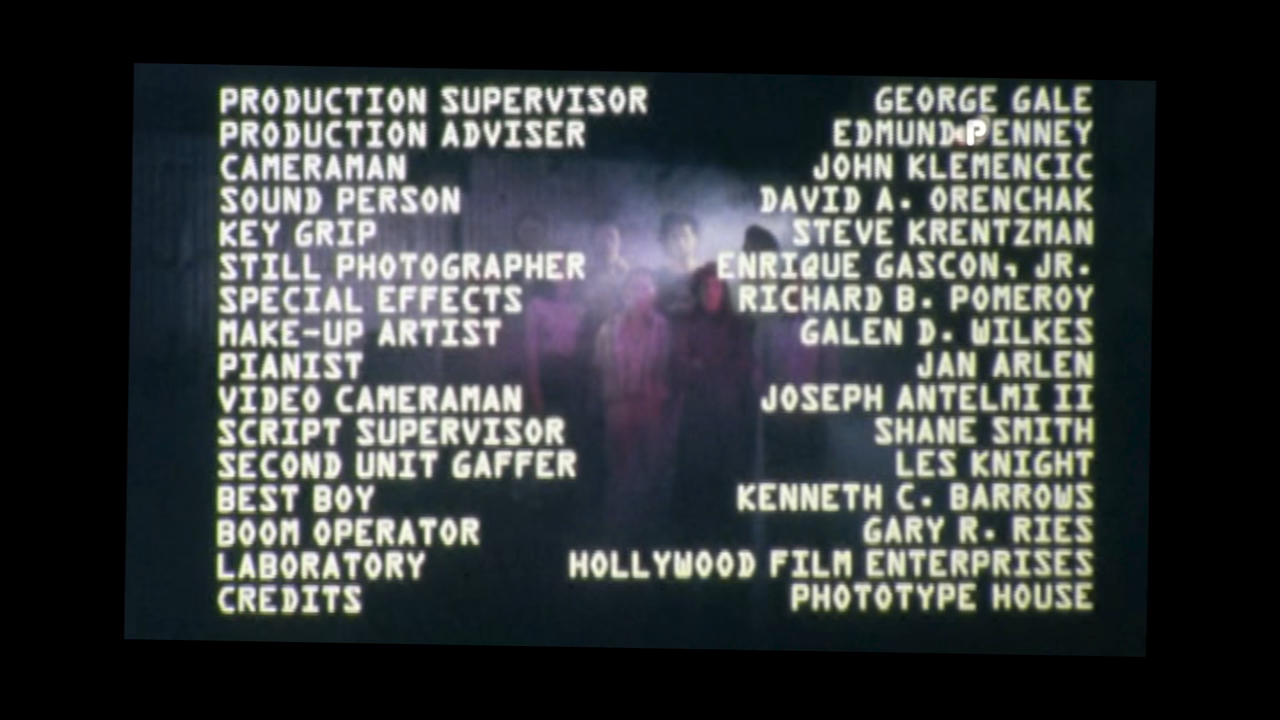 PRODUCTION SUPERVISOR GEORGE GALE
PRODUCTION ADVISER EDMUND PENNEY
CAMERAMAN JOHN KLEMENCIC
SOUND PERSON DAVID A. ORENCHAK
KEY GRIP STEVE KRENTZMAN
STILL PHOTOGRAPHER ENRIQUE GASCON, JR.
SPECIAL EFFECTS RICHARD B. POMEROY
MAKE-UP ARTIST GALEN D. WILKES
PIANIST JAN ARLEN
VIDEO CAMERAMAN JOSEPH ANTELMI II
SCRIPT SUPERVISOR SHANE SMITH
SECOND UNIT GAFFER LES KNIGHT
BEST BOY KENNETH C. BARROWS
BOOM OPERATOR GARY R. RIES
LABORATORY HOLLYWOOD FILM ENTERPRISES
CREDITS PHOTOTYPE HOUSE